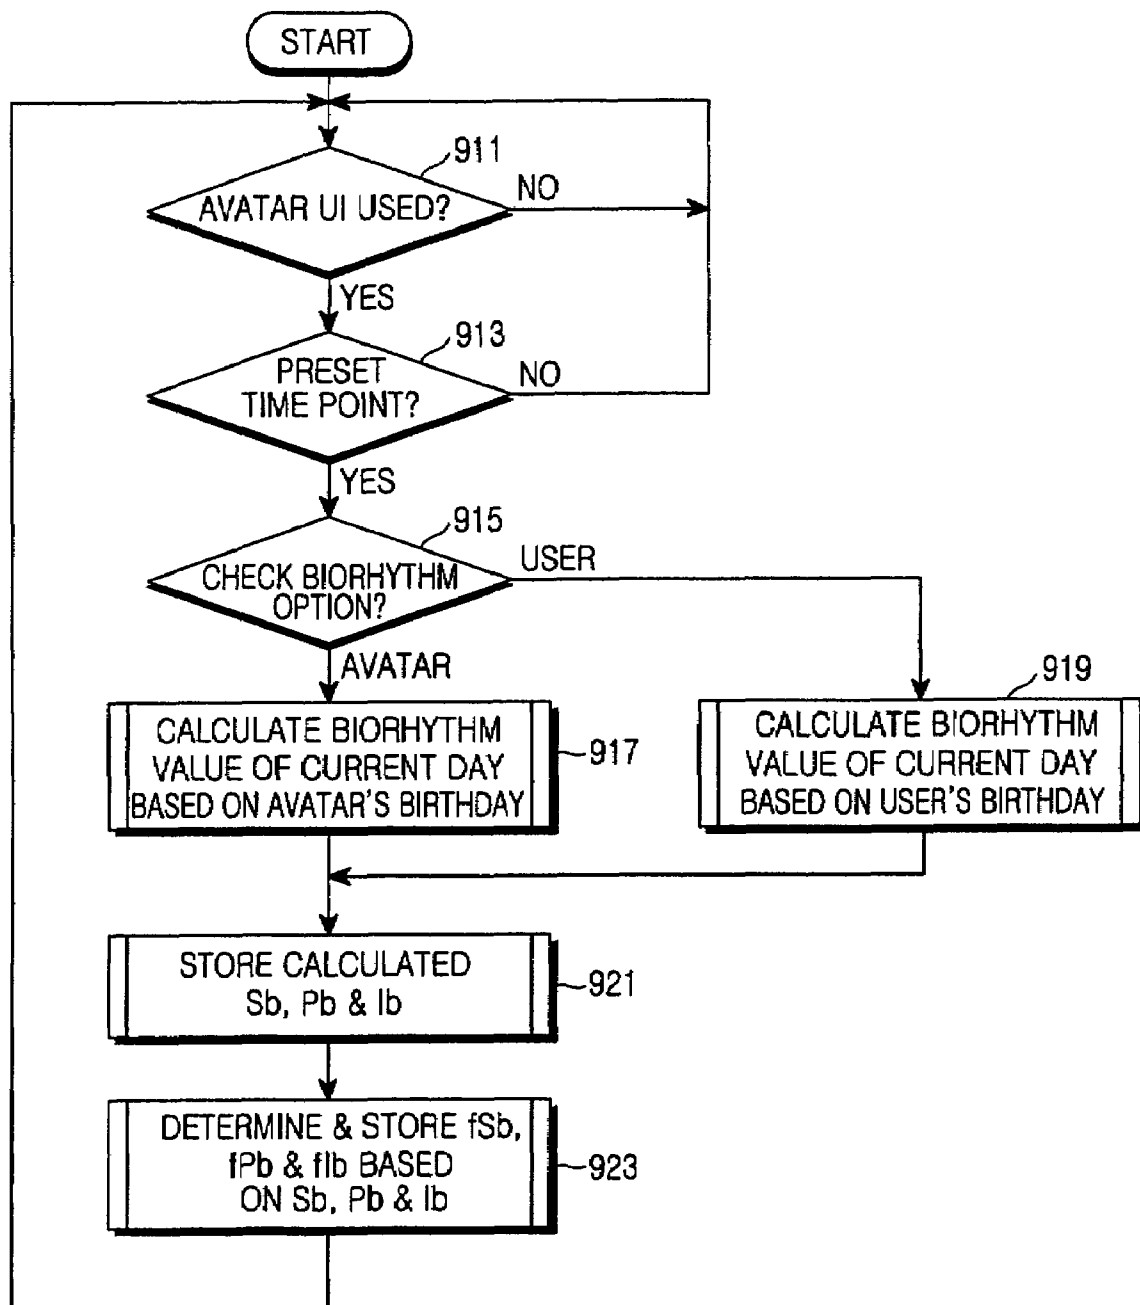 START
911
AVATAR UI USED?
NO
YES
913
PRESET
TIME POINT?
NO
YES
915
CHECK BIORHYTHM
OPTION?
USER
AVATAR
CALCULATE BIORHYTHM
VALUE OF CURRENT DAY
BASED ON AVATAR'S BIRTHDAY
917
919
CALCULATE BIORHYTHM
VALUE OF CURRENT DAY
BASED ON USER'S BIRTHDAY
STORE CALCULATED
Sb, Pb & Ib
921
DETERMINE & STORE fSb,
fPb & fIb BASED
ON Sb, Pb & Ib
923